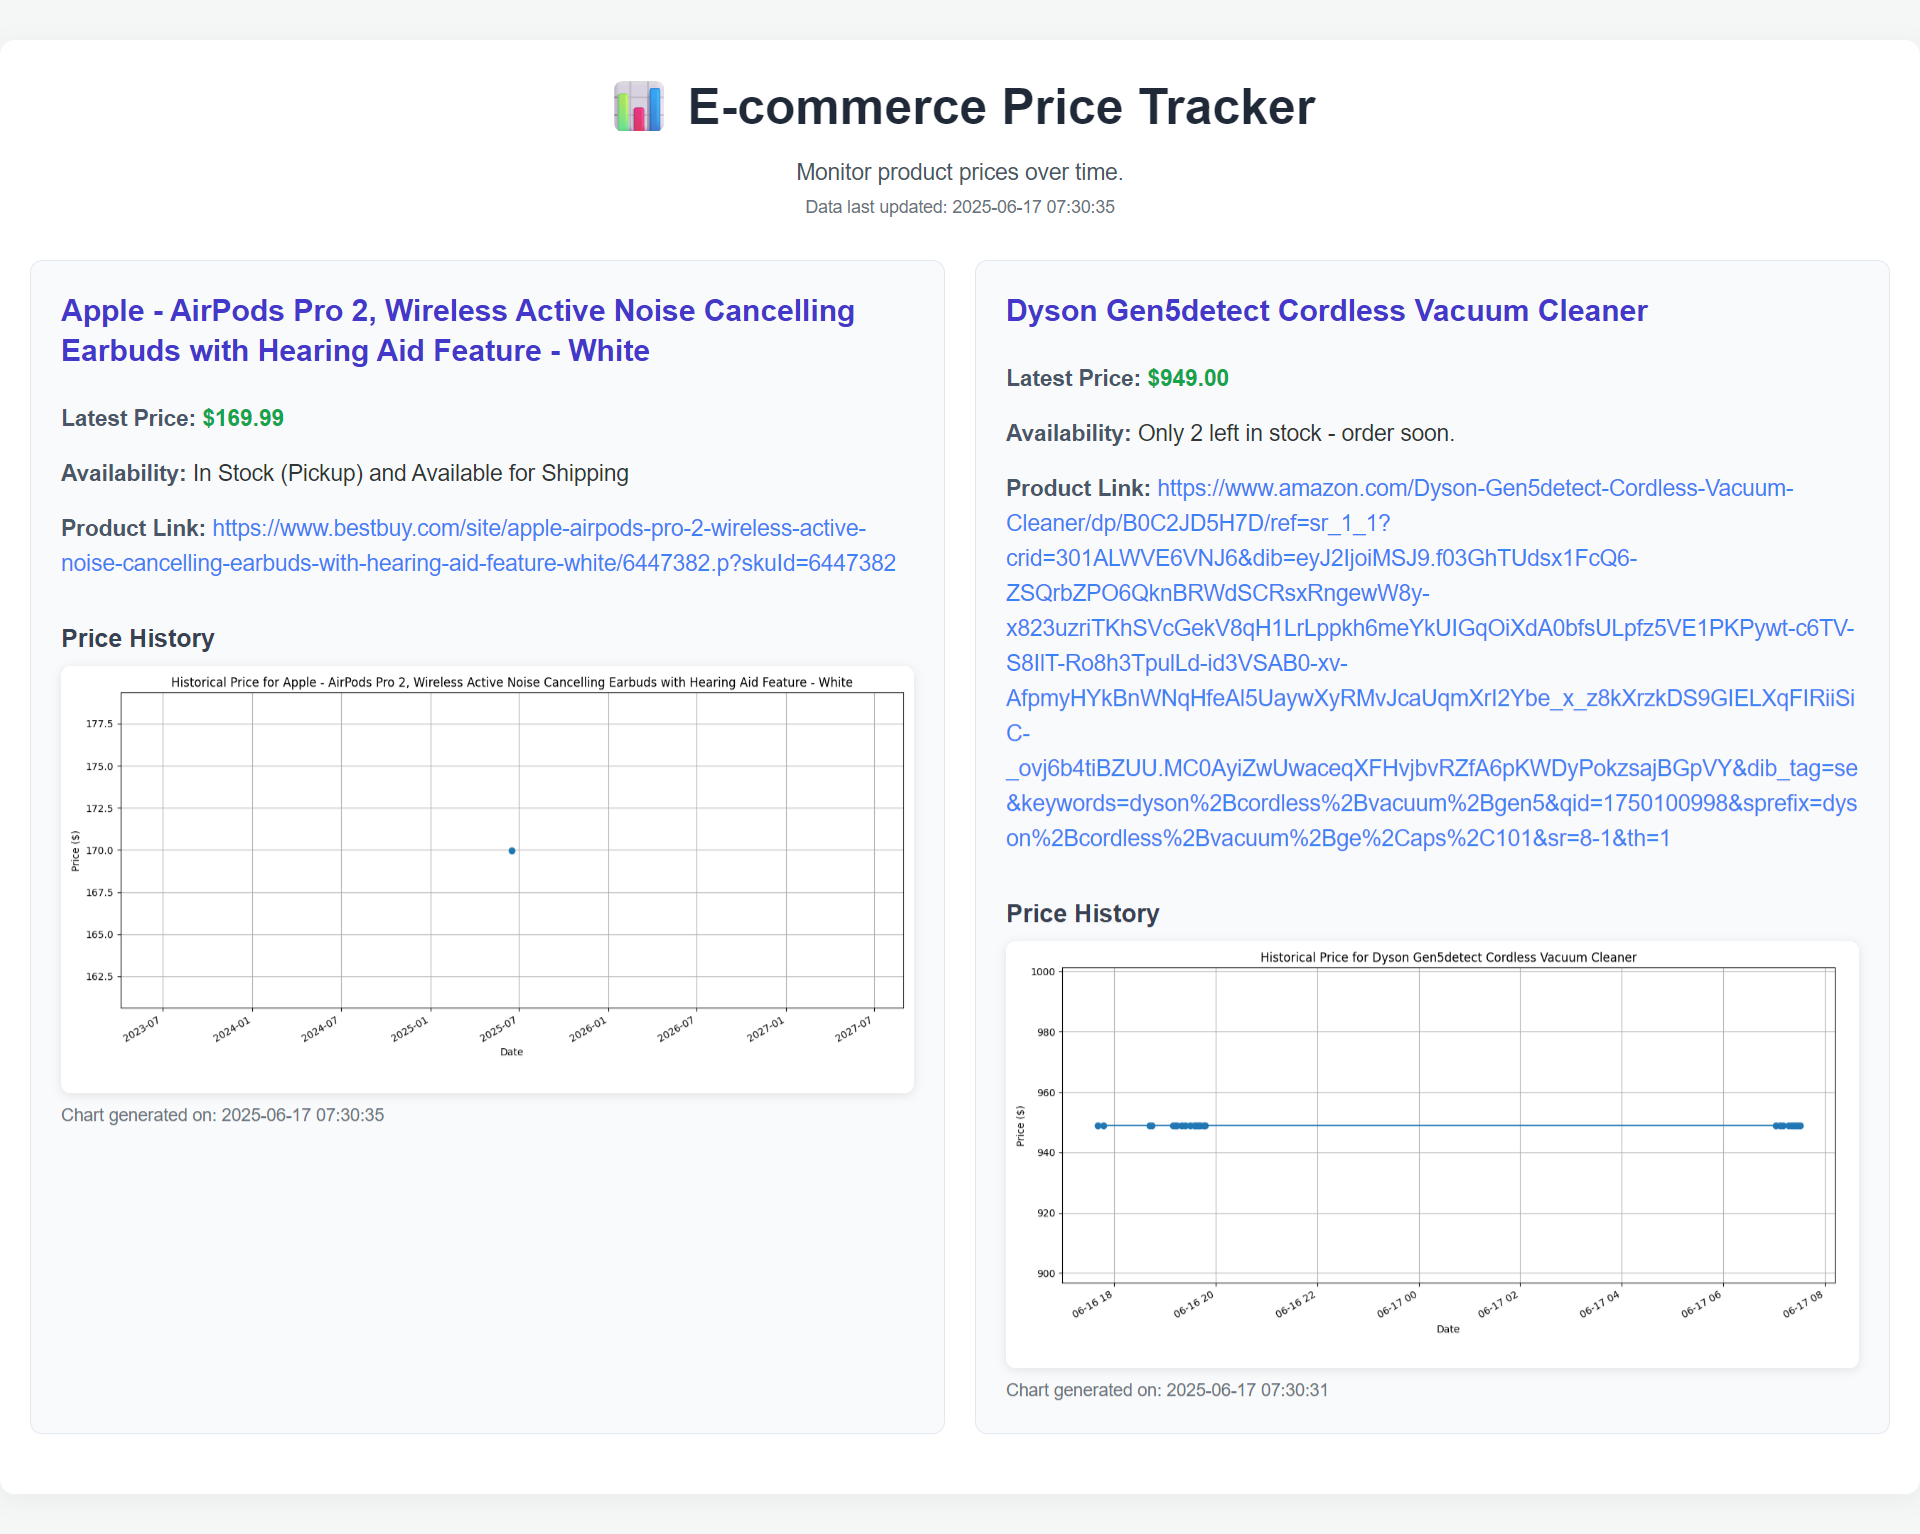 E-commerce Price Tracker
Monitor product prices over time.
Data last updated: 2025-06-17 07:30:35
Apple - AirPods Pro 2, Wireless Active Noise Cancelling
Earbuds with Hearing Aid Feature - White
Latest Price: $169.99
Availability: In Stock (Pickup) and Available for Shipping
Product Link: https://www.bestbuy.com/site/apple-airpods-pro-2-wireless-active-
noise-cancelling-earbuds-with-hearing-aid-feature-white/6447382.p?skuId=6447382
Price History
Historical Price for Apple - AirPods Pro 2, Wireless Active Noise Cancelling Earbuds with Hearing Aid Feature - White
177.5
175.0
172.5
170.0
167.5
165.0
162.5
Price ($)
2023-07
2024-01
2024-07
2025-01
2025-07
2026-01
2026-07
2027-01
2027-07
Date
Chart generated on: 2025-06-17 07:30:35
Dyson Gen5detect Cordless Vacuum Cleaner
Latest Price: $949.00
Availability: Only 2 left in stock - order soon.
Product Link: https://www.amazon.com/Dyson-Gen5detect-Cordless-Vacuum-
Cleaner/dp/B0C2JD5H7D/ref=sr_1_1?
crid=301ALWVE6VNJ6&dib=eyJ2IjoiMSJ9.f03GhTUdsx1FcQ6-
ZSQrbZPO6QknBRWdSCRsxRngewW8y-
x823uzriTKhSVcGekV8qH1LrLppkh6meYkUIGqOiXdA0bfsULpfz5VE1PKPywt-c6TV-
S8IlT-Ro8h3TpulLd-id3VSAB0-xv-
AfpmyHYkBnWNqHfeAl5UaywXyRMvJcaUqmXrI2Ybe_x_z8kXrzkDS9GIELXqFIRiiSi
C-
_ovj6b4tiBZUU.MC0AyiZwUwaceqXFHvjbvRZfA6pKWDyPokzsajBGpVY&dib_tag=se
&keywords=dyson%2Bcordless%2Bvacuum%2Bgen5&qid=1750100998&sprefix=dys
on%2Bcordless%2Bvacuum%2Bge%2Caps%2C101&sr=8-1&th=1
Price History
Historical Price for Dyson Gen5detect Cordless Vacuum Cleaner
1000
980
960
940
920
900
Price ($)
06-16 18
06-16 20
06-16 22
06-17 00
06-17 02
06-17 04
06-17 06
06-17 08
Date
Chart generated on: 2025-06-17 07:30:31